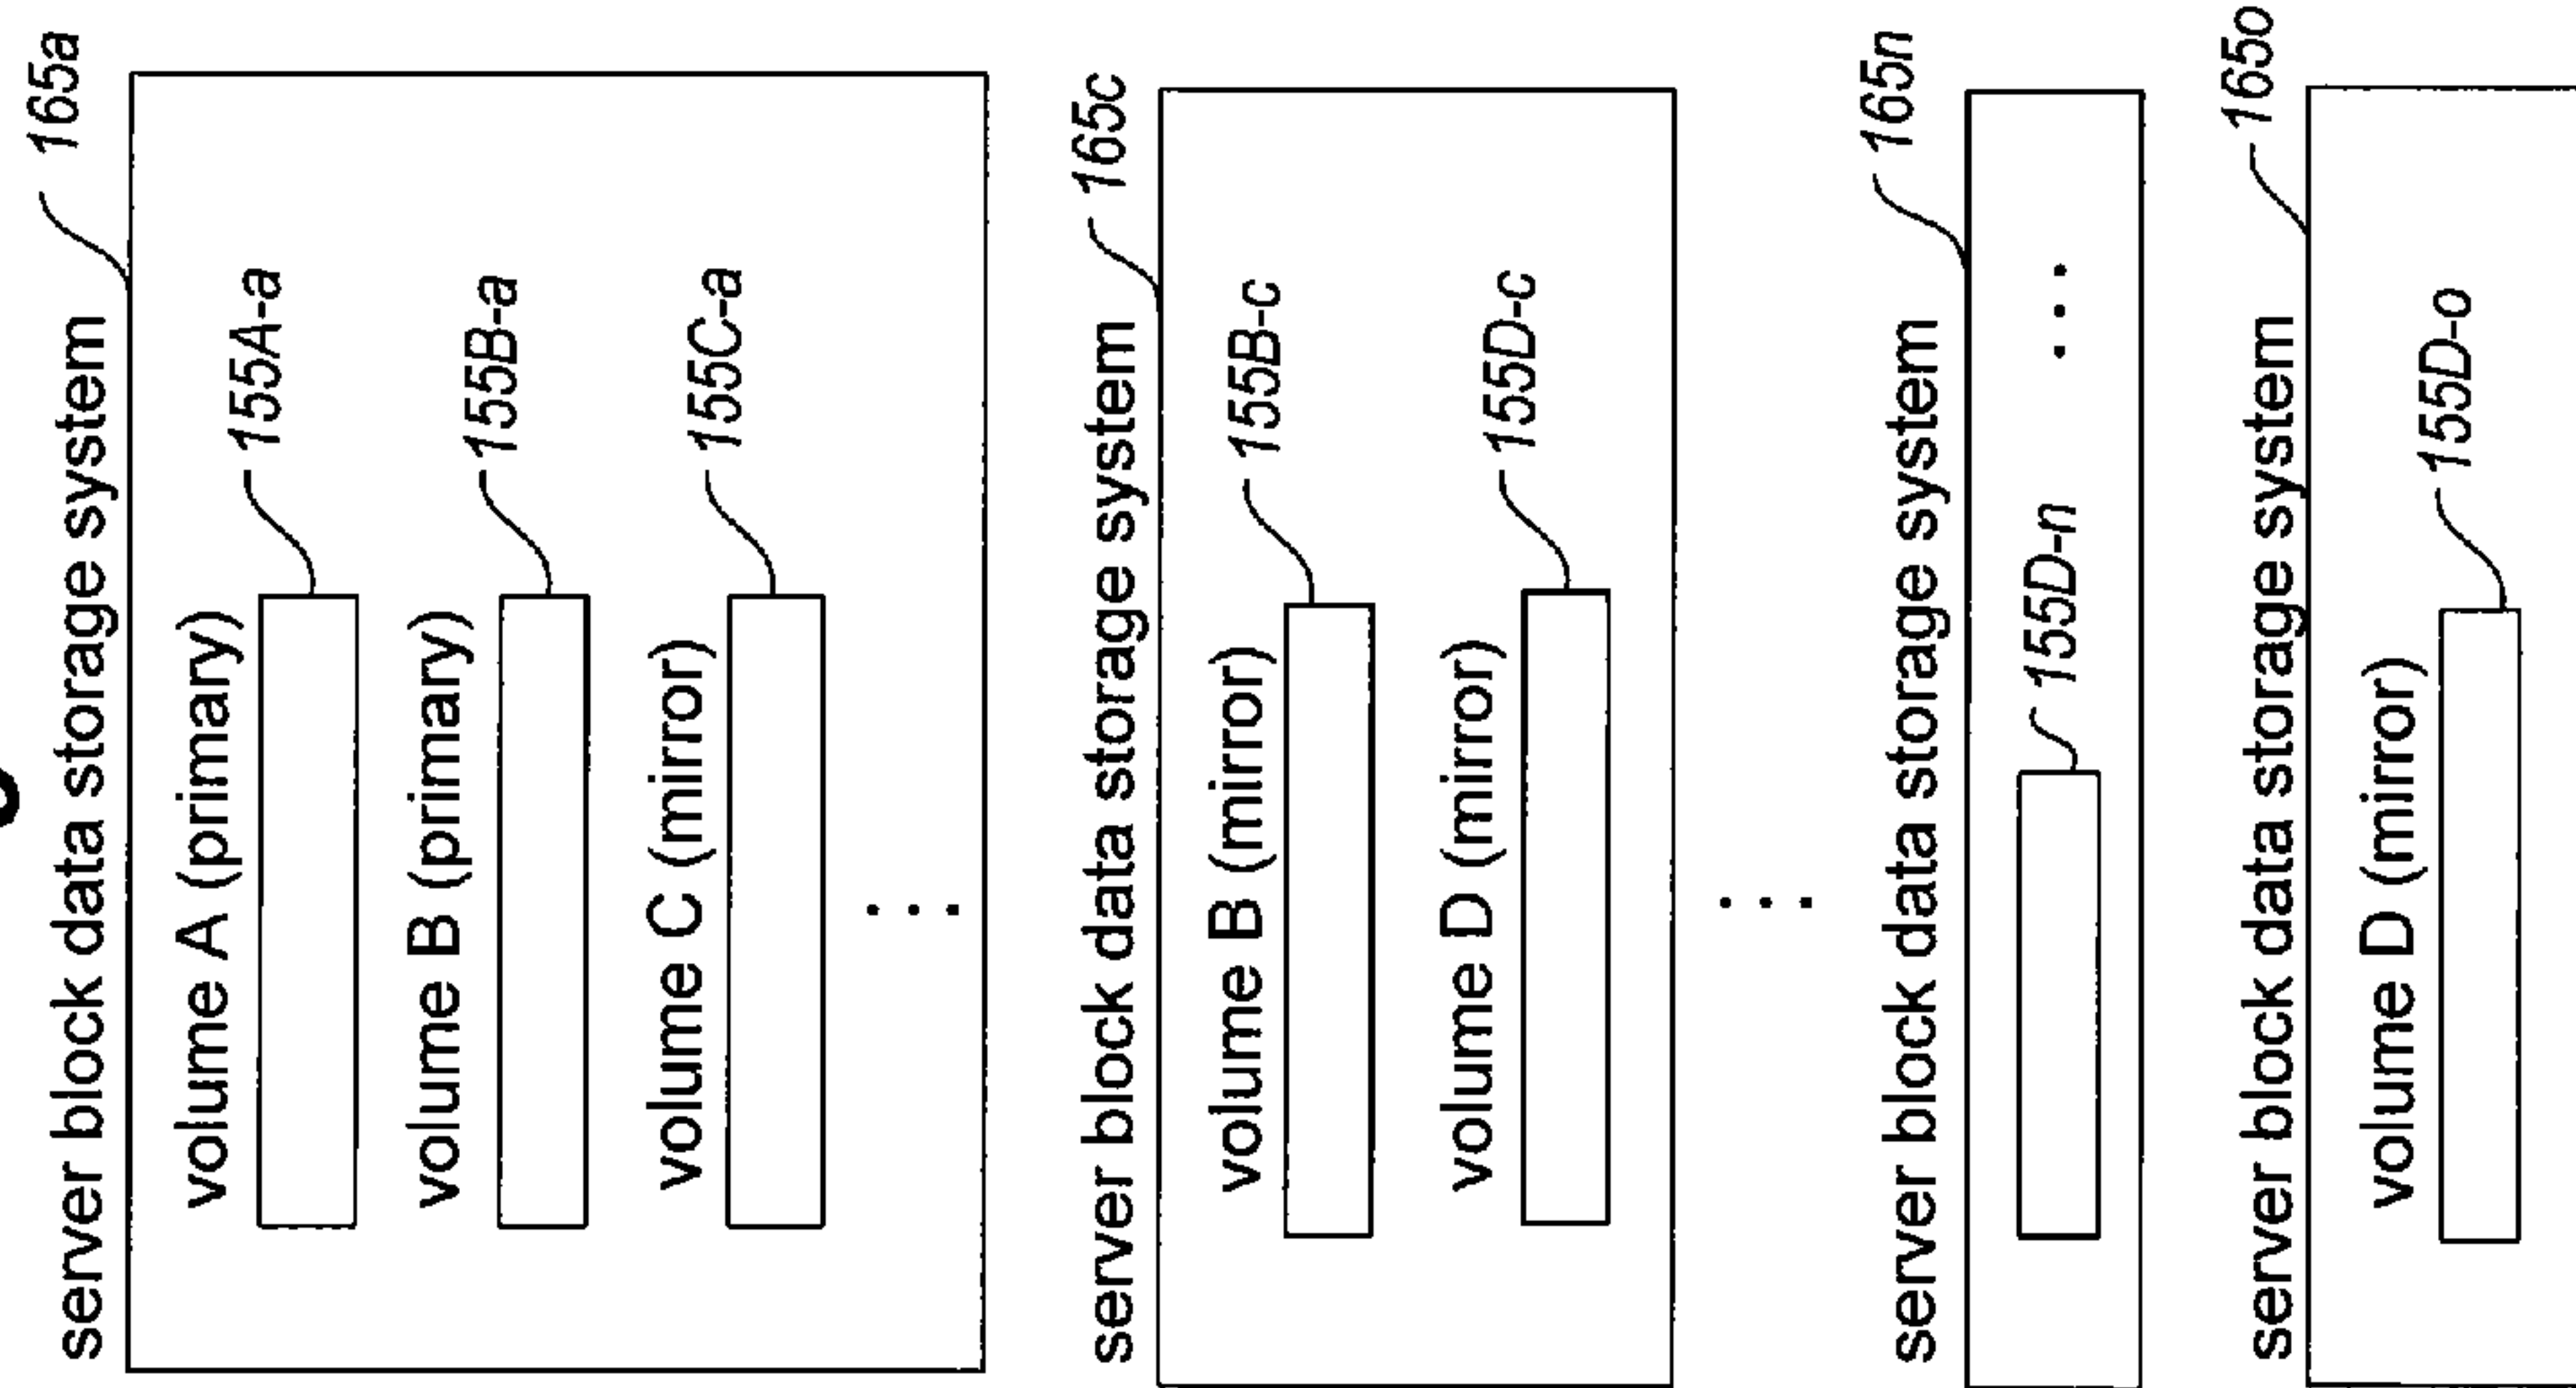 server block data storage system
165a
volume A (primary)
155A-a
volume B (primary)
155B-a
volume C (mirror)
155C-a
...
server block data storage system
165c
volume B (mirror)
155B-c
volume D (mirror)
155D-c
...
server block data storage system
165n
155D-n
...
server block data storage system
165o
volume D (mirror)
155D-o